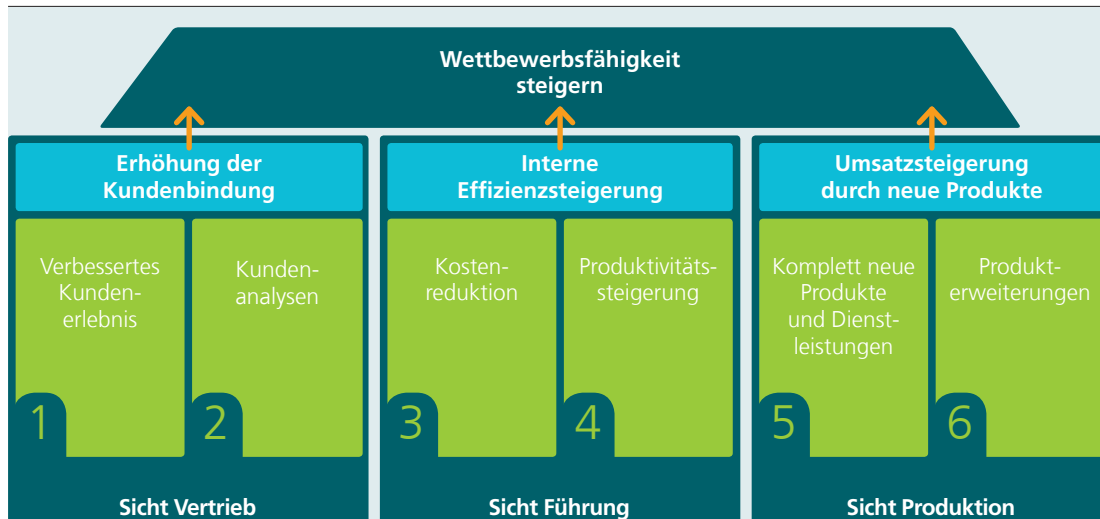 Wettbewerbsfähigkeit
steigern
Erhöhung der
Kundenbindung
Verbessertes
Kunden-
erlebnis
1
Kunden-
analysen
2
Sicht Vertrieb
Interne
Effizienzsteigerung
Kosten-
reduktion
3
Produktivitäts-
steigerung
4
Sicht Führung
Umsatzsteigerung
durch neue Produkte
Komplett neue
Produkte
und Dienst-
leistungen
5
Produkt-
erweiterungen
6
Sicht Produktion